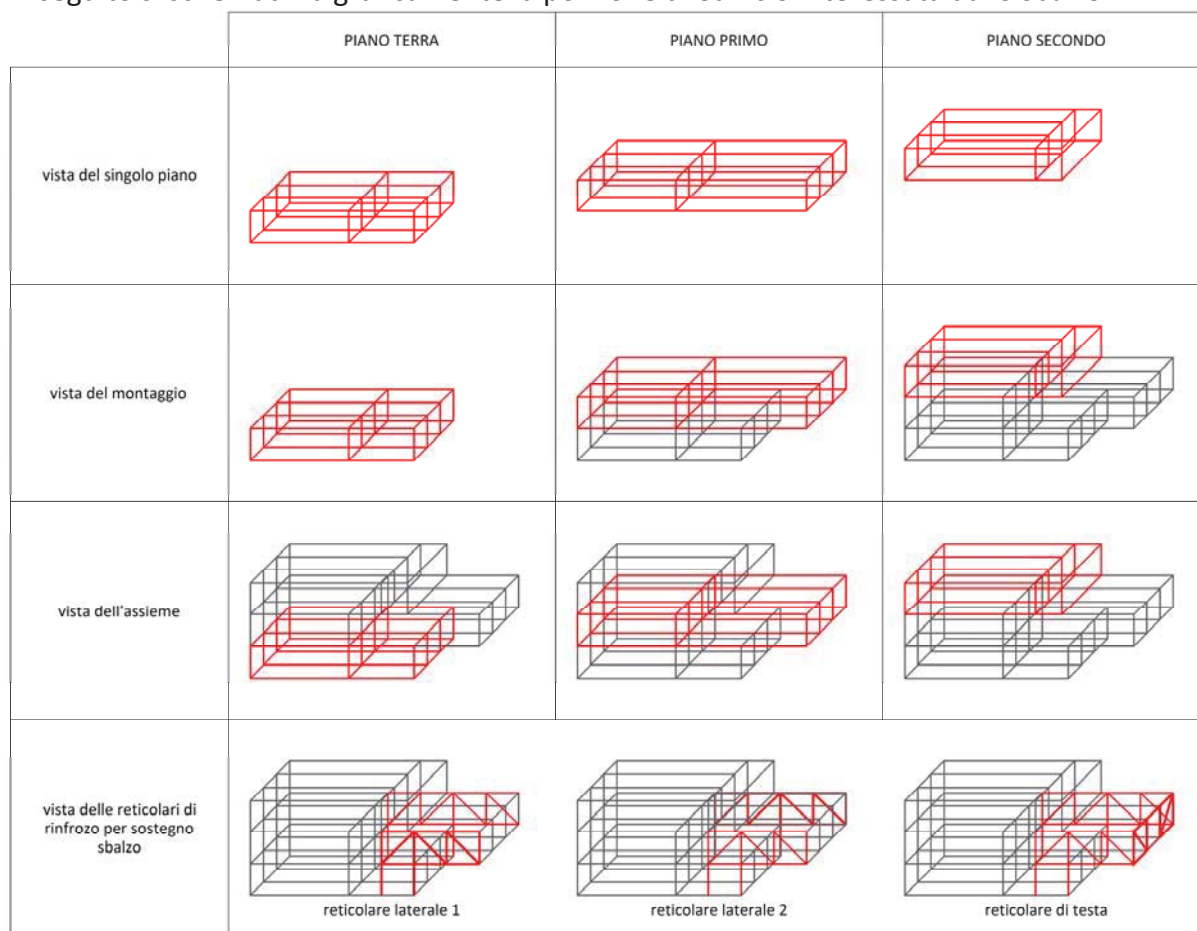 PIANO TERRA PIANO PRIMO PIANO SECONDO
vista del singolo piano
vista del montaggio
vista dell'assieme
vista delle reticolari di
rinfrozo per sostegno
sbalzo
reticolare laterale 1 reticolare laterale 2 reticolare di testa